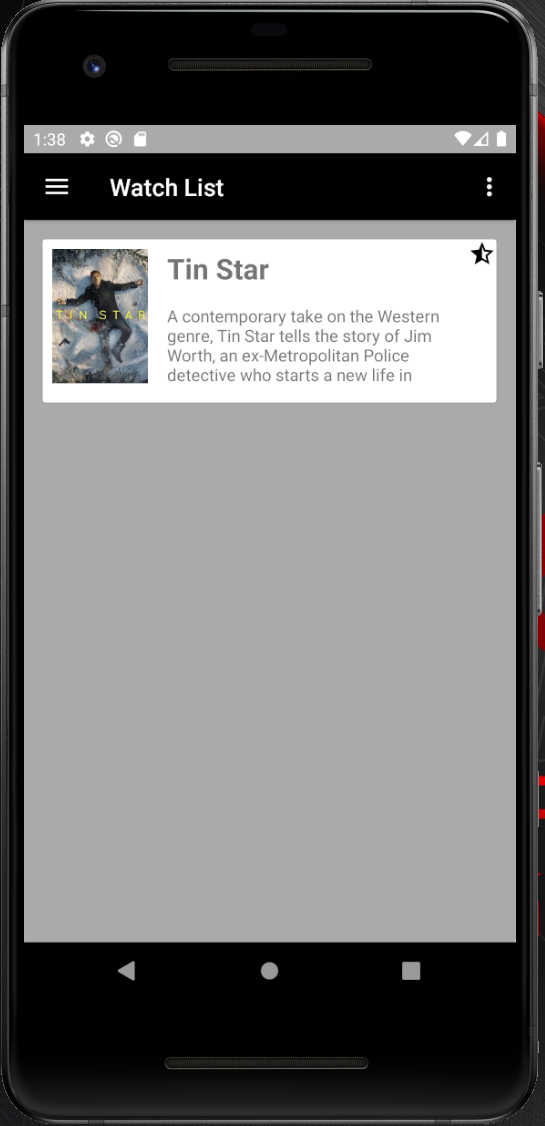 1:38
Watch List
TIN STAR
Tin Star
A contemporary take on the Western
genre, Tin Star tells the story of Jim
Worth, an ex-Metropolitan Police
detective who starts a new life in